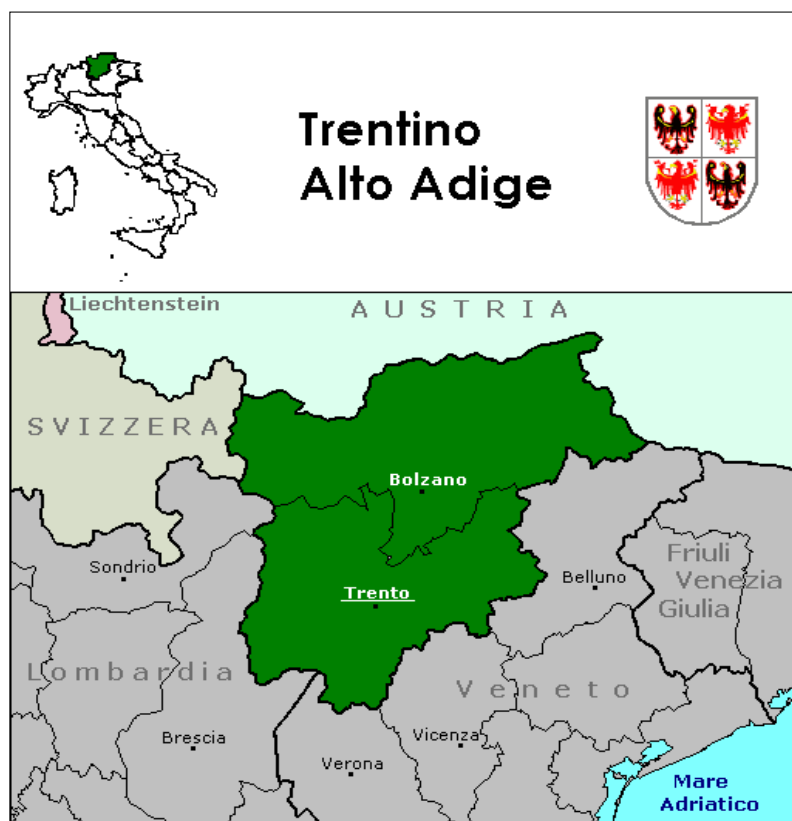 Trentino
Alto Adige
Liechtenstein
AUSTRIA
SVIZZERA
Bolzano
Friuli
Venezia
Giulia
Sondrio
Belluno
Trento
Lombardia
Veneto
Brescia
Vicenza
Verona
Mare
Adriatico